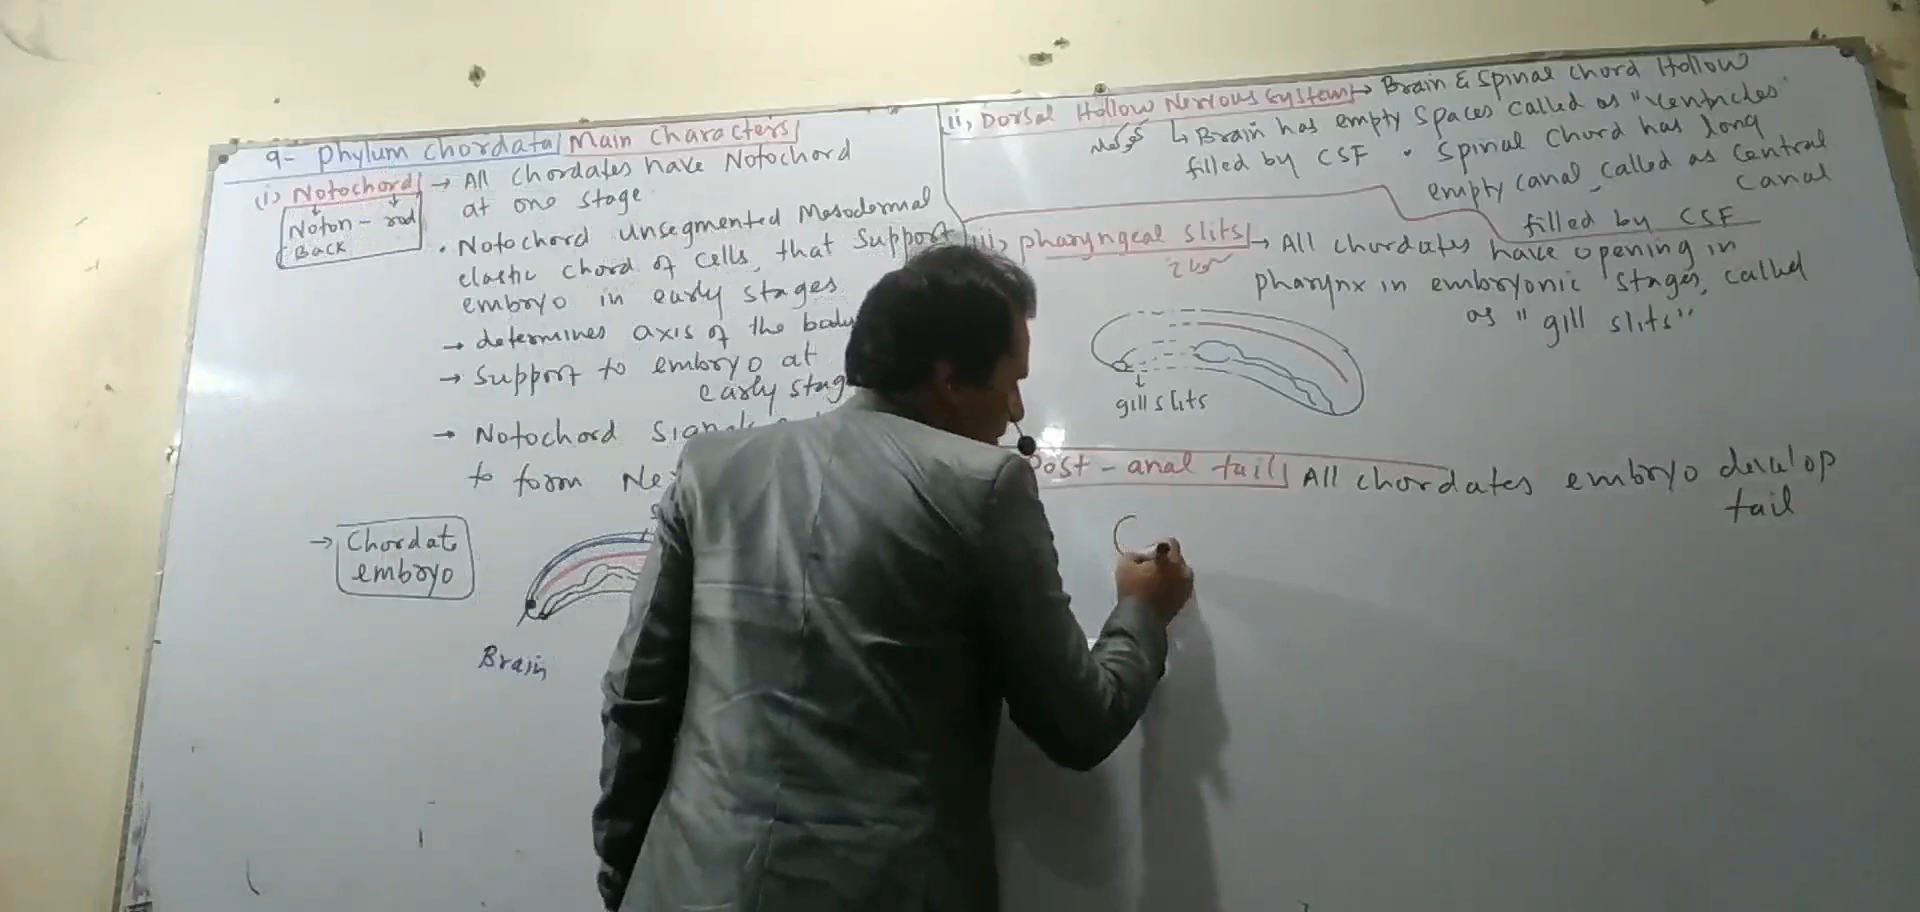 9- Phylum Chordata/Main Characters/
(i) Notochord/ → All chordates have Notochord
at one stage.
Noton - rod
Back
• Notochord unsegmented Mesodermal
elastic chord of cells, that support
embryo in early stages
→ determines axis of the body
→ Support to embryo at
early stag
→ Notochord signal
to form Ne
→ Chordate
embryo
Brain
ii, Dorsal Hollow Nervous System → Brain & Spinal chord Hollow
↳ Brain has empty spaces called as "ventricles"
filled by CSF • Spinal Chord has long
empty canal, called as Central
Canal
filled by CSF
iii, pharyngeal slits/ → All chordates have opening in
pharynx in embryonic stages, called
as "gill slits"
gill slits
Post - anal tail/ All chordates embryo develop
tail